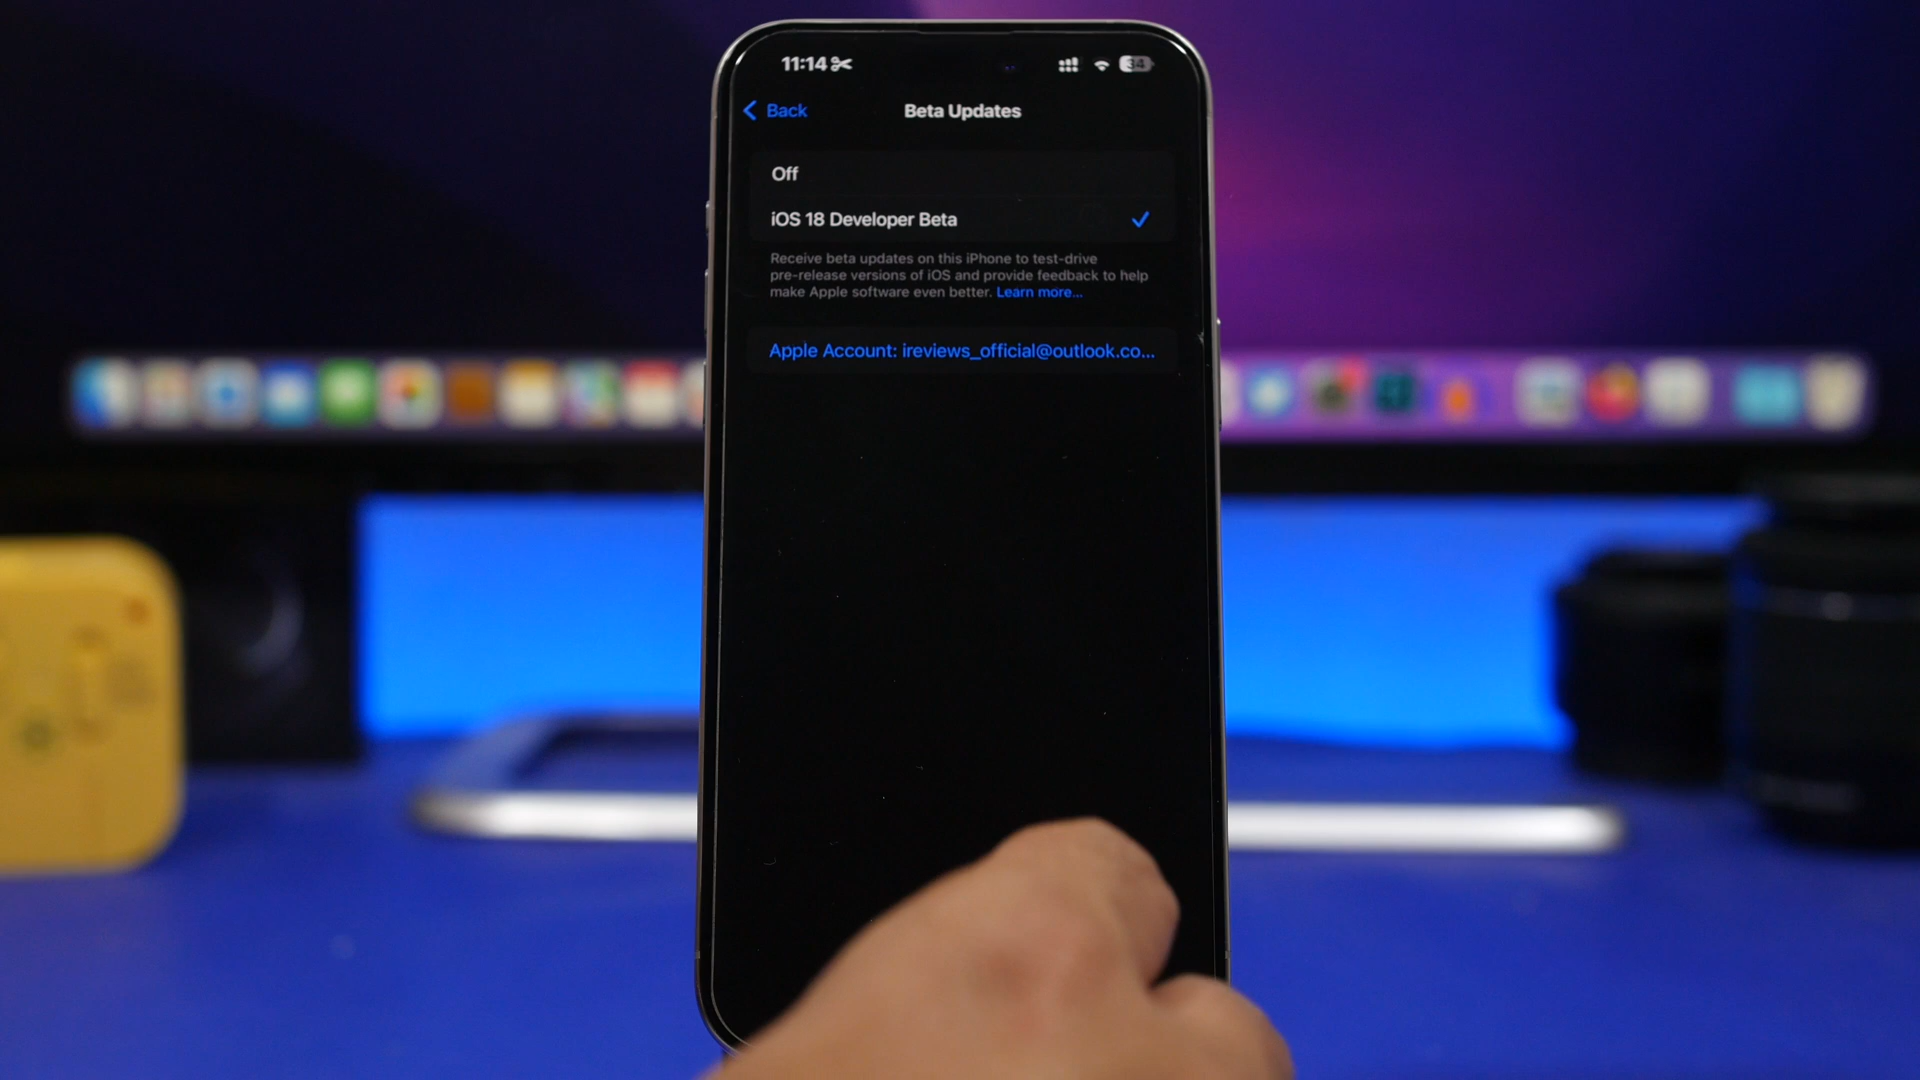 11:14
34
Back
Beta Updates
Off
iOS 18 Developer Beta
Receive beta updates on this iPhone to test-drive
pre-release versions of iOS and provide feedback to help
make Apple software even better. Learn more...
Apple Account: ireviews_official@outlook.co...